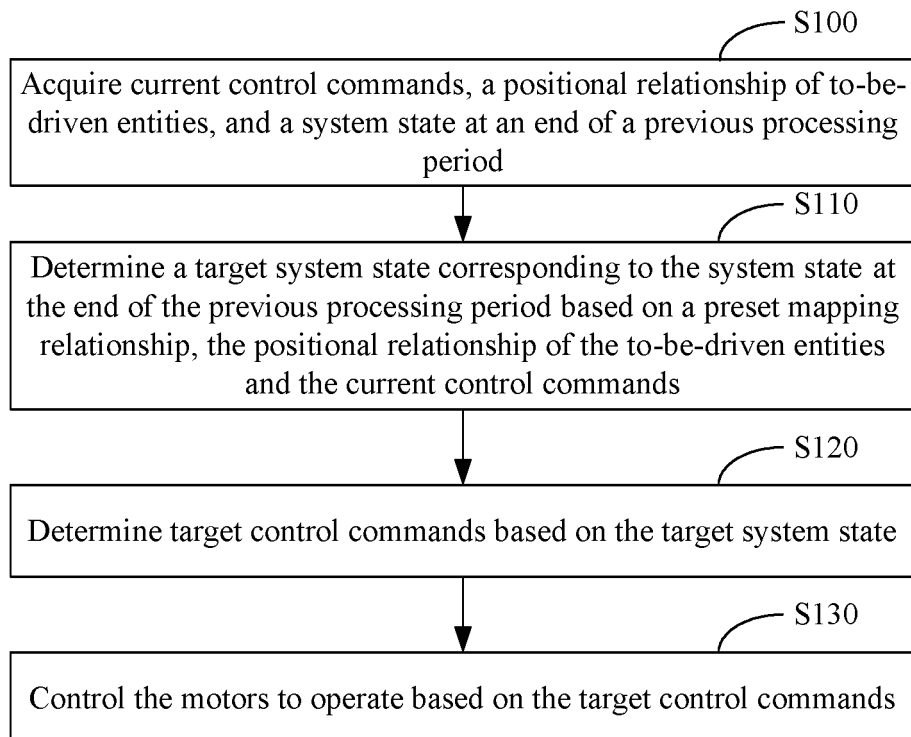 S100
Acquire current control commands, a positional relationship of to-be-
driven entities, and a system state at an end of a previous processing
period
S110
Determine a target system state corresponding to the system state at
the end of the previous processing period based on a preset mapping
relationship, the positional relationship of the to-be-driven entities
and the current control commands
S120
Determine target control commands based on the target system state
S130
Control the motors to operate based on the target control commands